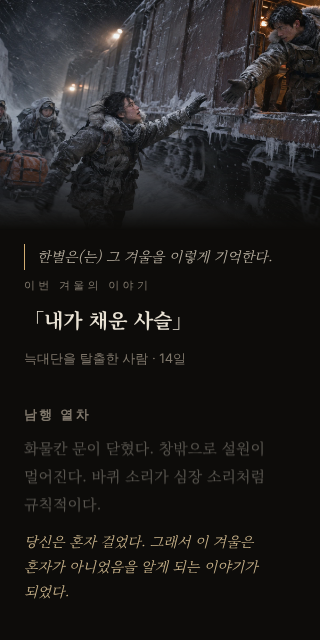 한별은(는) 그 겨울을 이렇게 기억한다.
이번 겨울의 이야기
「내가 채운 사슬」
늑대단을 탈출한 사람 · 14일
남행 열차
화물칸 문이 닫혔다. 창밖으로 설원이
멀어진다. 바퀴 소리가 심장 소리처럼
규칙적이다.
당신은 혼자 걸었다. 그래서 이 겨울은
혼자가 아니었음을 알게 되는 이야기가
되었다.